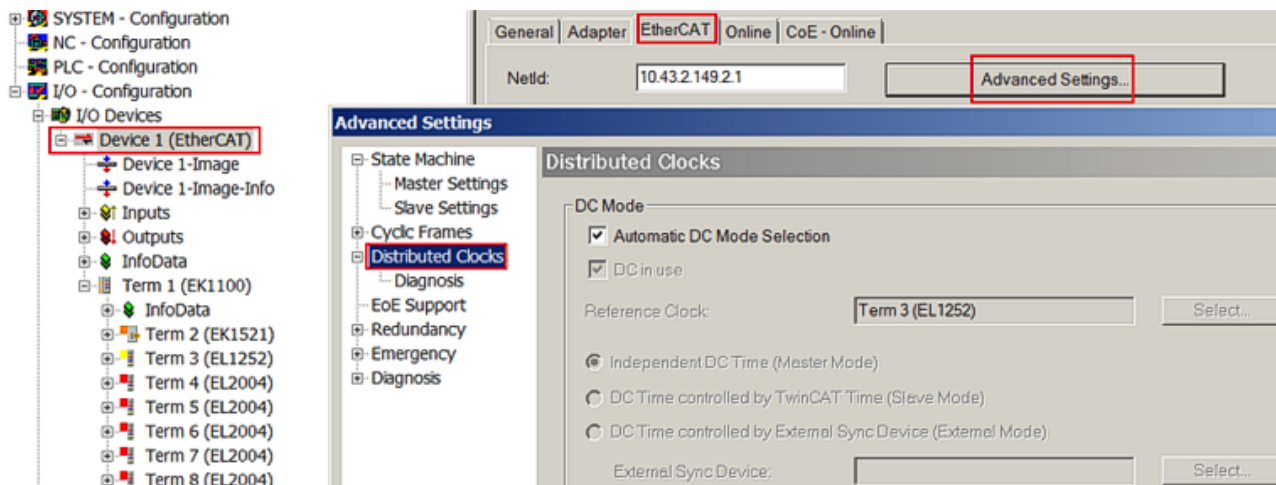 SYSTEM - Configuration
NC - Configuration
PLC - Configuration
I/O - Configuration
I/O Devices
Device 1 (EtherCAT)
Device 1-Image
Device 1-Image-Info
Inputs
Outputs
InfoData
Term 1 (EK1100)
InfoData
Term 2 (EK1521)
Term 3 (EL1252)
Term 4 (EL2004)
Term 5 (EL2004)
Term 6 (EL2004)
Term 7 (EL2004)
Term 8 (EL2004)
General Adapter EtherCAT Online CoE - Online
NetId: 10.43.2.149.2.1 Advanced Settings...
Advanced Settings
State Machine
Master Settings
Slave Settings
Cyclic Frames
Distributed Clocks
Diagnosis
EoE Support
Redundancy
Emergency
Diagnosis
Distributed Clocks
DC Mode
Automatic DC Mode Selection
DC in use
Reference Clock: Term 3 (EL1252) Select...
Independent DC Time (Master Mode)
DC Time controlled by TwinCAT Time (Slave Mode)
DC Time controlled by External Sync Device (External Mode)
External Sync Device: Select...